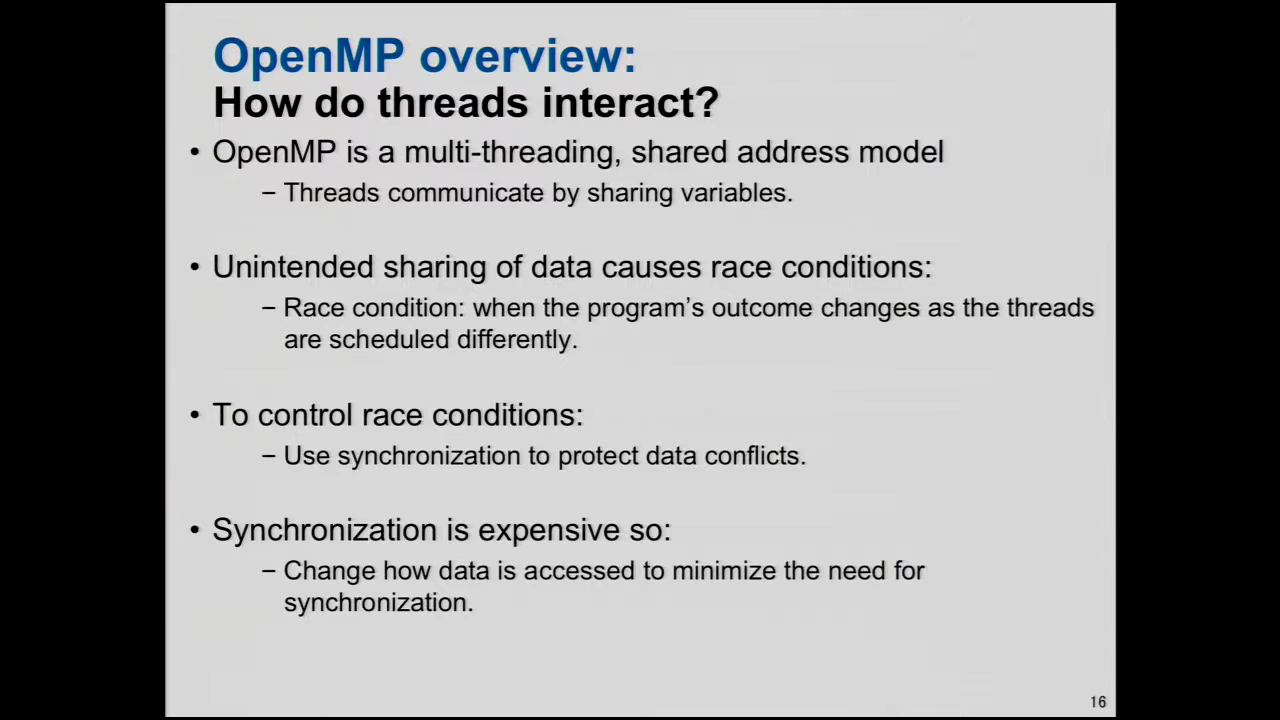 OpenMP overview:
How do threads interact?
• OpenMP is a multi-threading, shared address model
– Threads communicate by sharing variables.
• Unintended sharing of data causes race conditions:
– Race condition: when the program’s outcome changes as the threads
are scheduled differently.
• To control race conditions:
– Use synchronization to protect data conflicts.
• Synchronization is expensive so:
– Change how data is accessed to minimize the need for
synchronization.
16